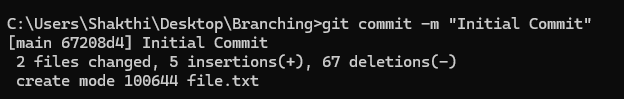 C:\Users\Shakthi\Desktop\Branching>git commit -m "Initial Commit"
[main 67208d4] Initial Commit
 2 files changed, 5 insertions(+), 67 deletions(-)
 create mode 100644 file.txt